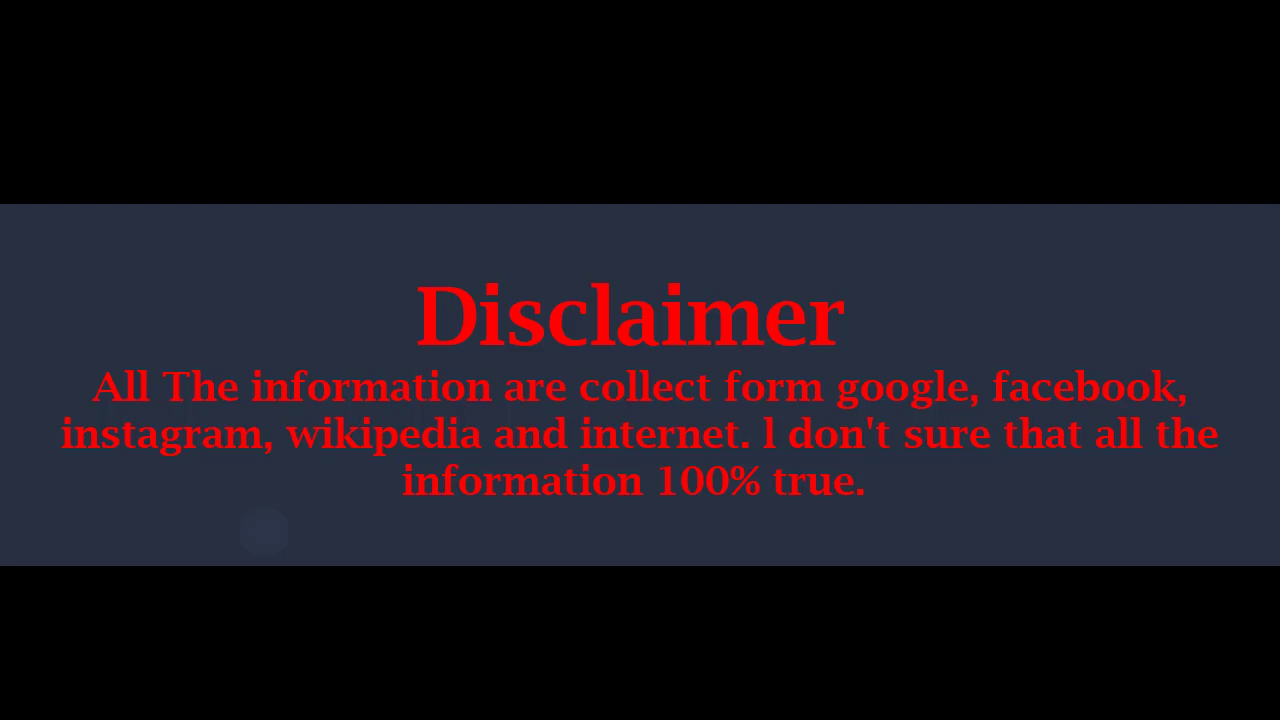 Disclaimer
All The information are collect form google, facebook,
instagram, wikipedia and internet. l don't sure that all the
information 100% true.